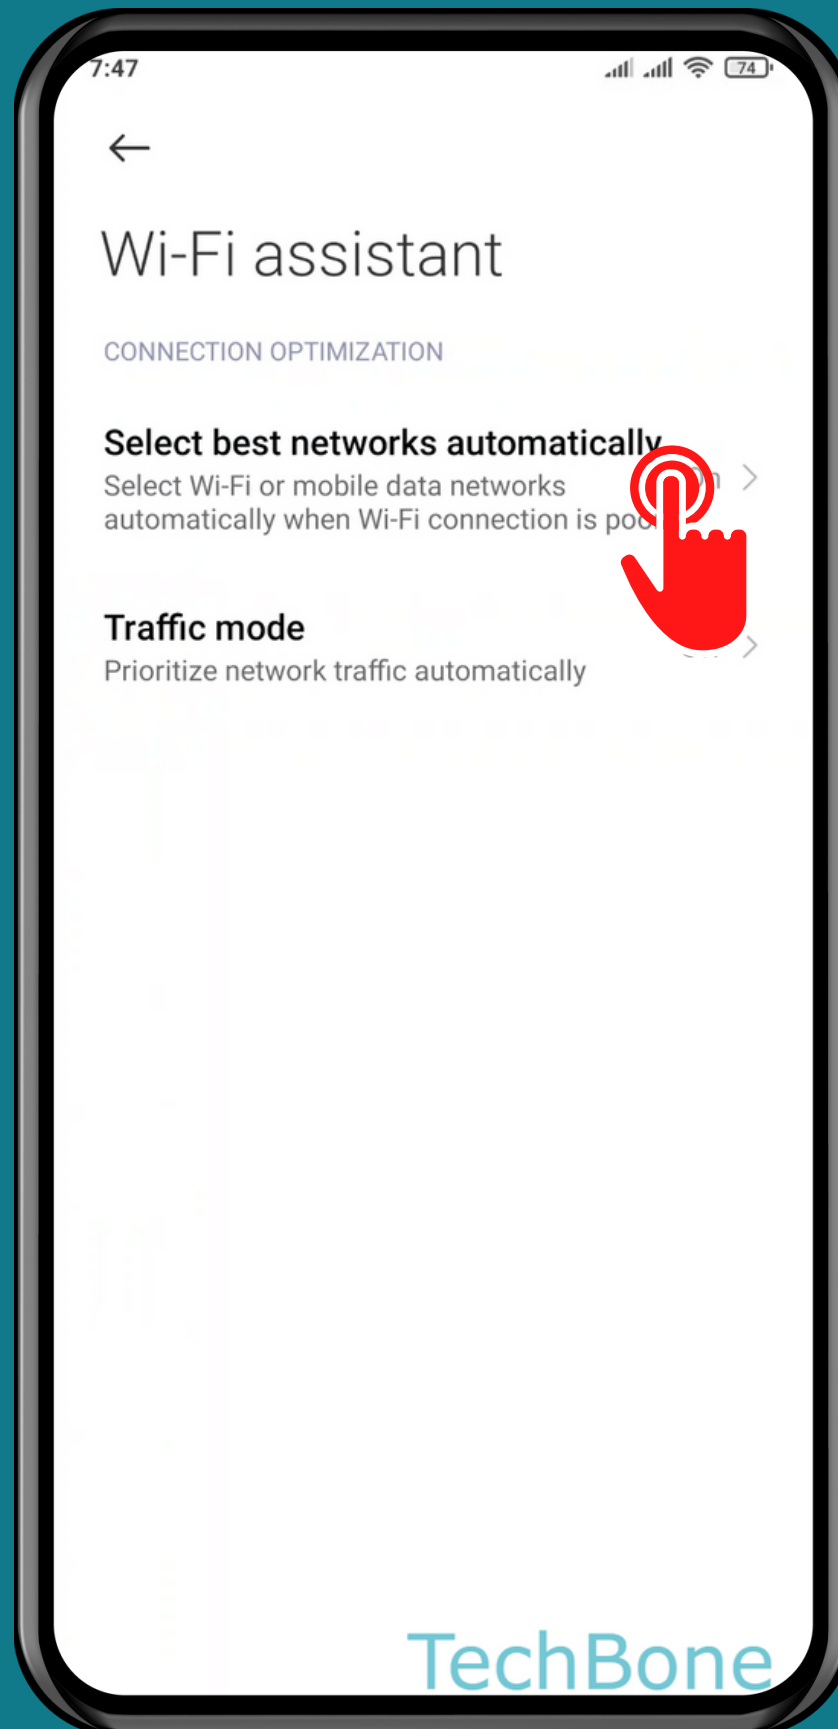 7:47
74
Wi-Fi assistant
CONNECTION OPTIMIZATION
Select best networks automatically
Select Wi-Fi or mobile data networks
automatically when Wi-Fi connection is poor
Traffic mode
Prioritize network traffic automatically
TechBone